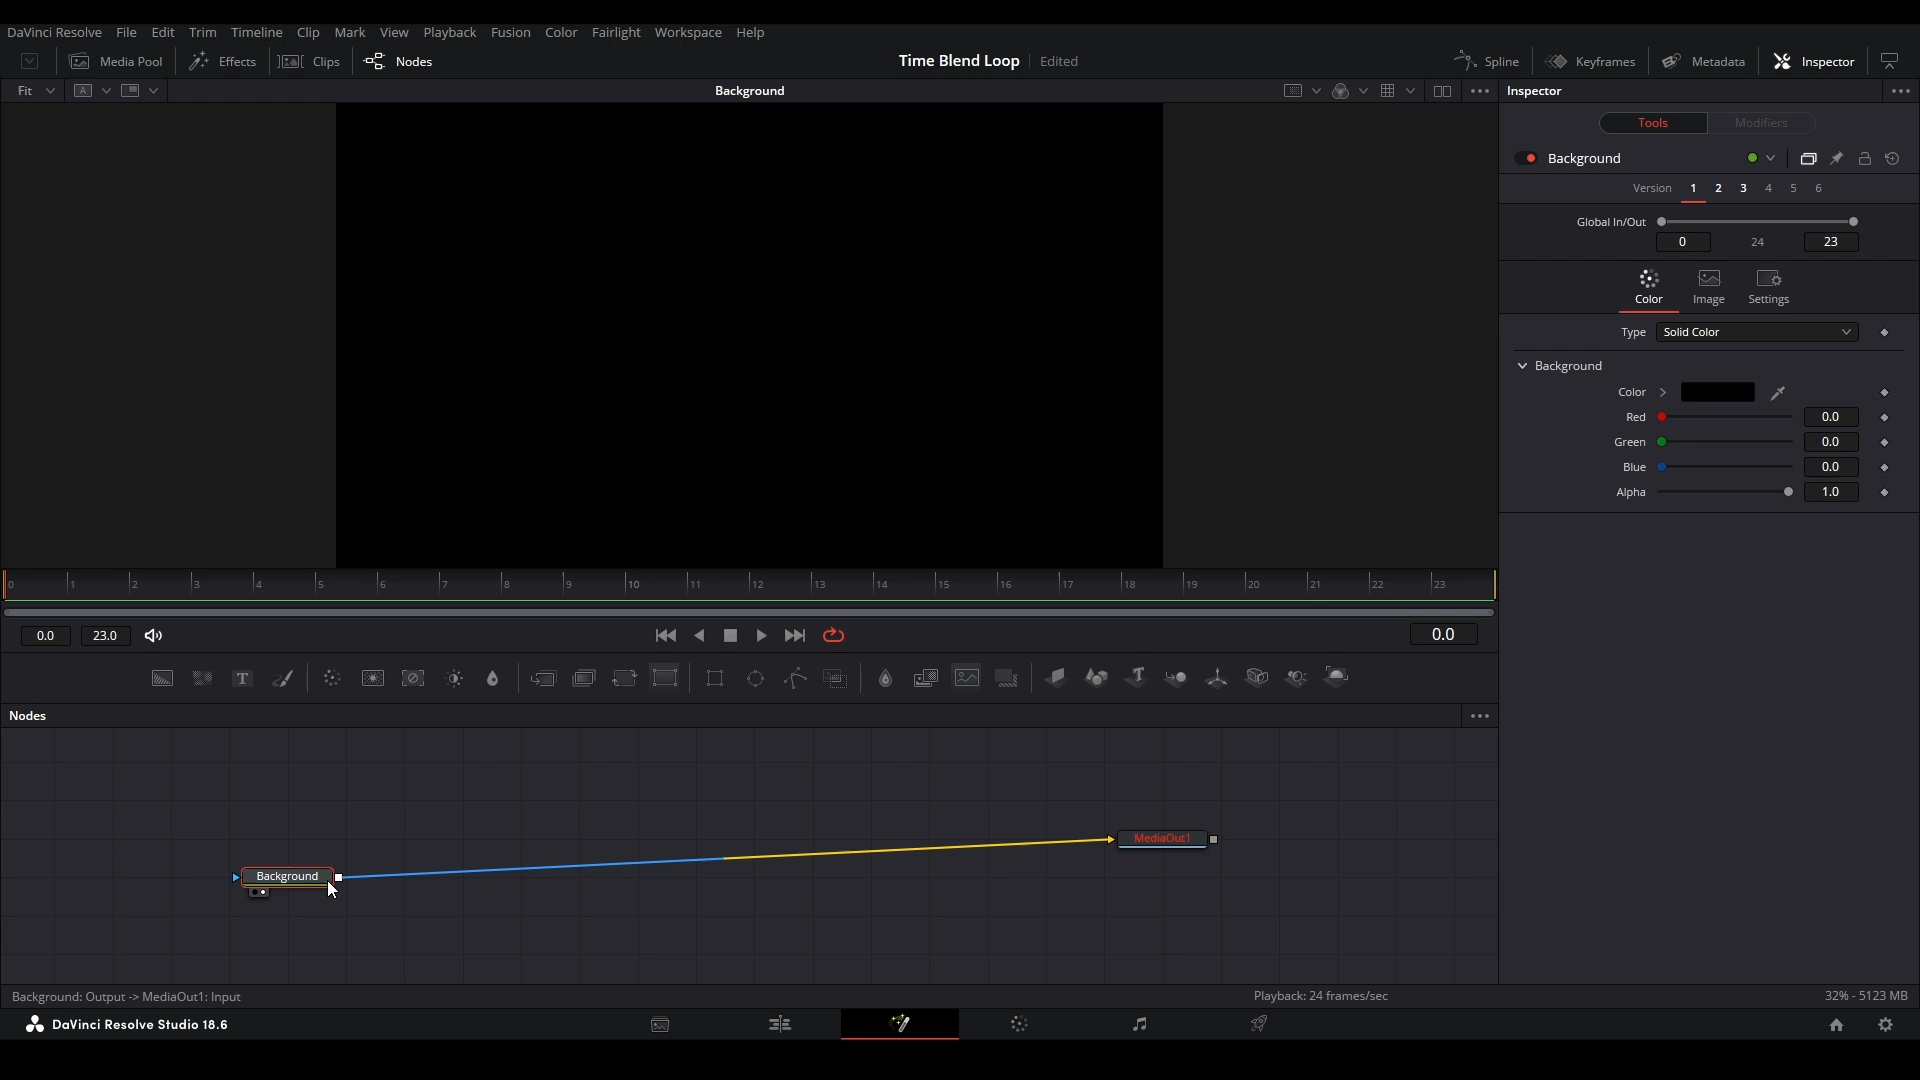 DaVinci Resolve File Edit Trim Timeline Clip Mark View Playback Fusion Color Fairlight Workspace Help
Media Pool Effects Clips Nodes Time Blend Loop Edited Spline Keyframes Metadata Inspector
Fit A Background Inspector
Tools Modifiers
Background
Version 1 2 3 4 5 6
Global In/Out
0 24 23
Color Image Settings
Type Solid Color
Background
Color
Red 0.0
Green 0.0
Blue 0.0
Alpha 1.0
0 1 2 3 4 5 6 7 8 9 10 11 12 13 14 15 16 17 18 19 20 21 22 23
0.0 23.0 0.0
T T
Nodes
MediaOut1
Background
Background: Output -> MediaOut1: Input Playback: 24 frames/sec 32% - 5123 MB
DaVinci Resolve Studio 18.6